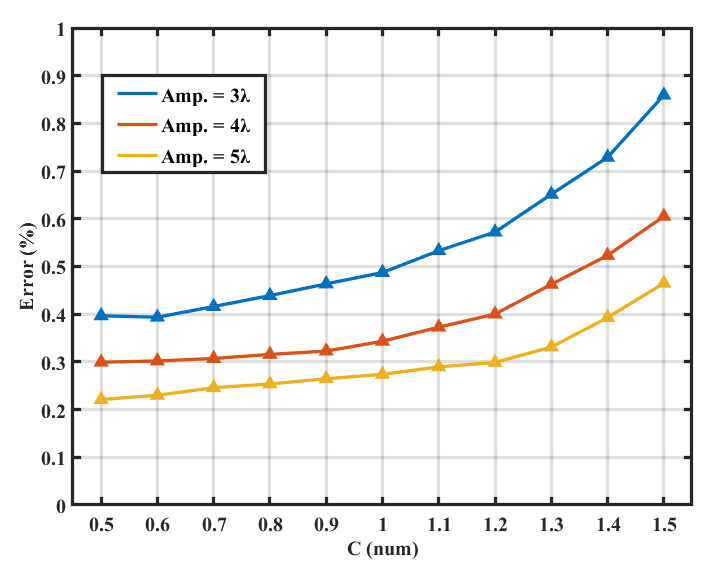 1
0.9
0.8
0.7
0.6
0.5
0.4
0.3
0.2
0.1
0
Error (%)
Amp. = 3λ
Amp. = 4λ
Amp. = 5λ
0.5 0.6 0.7 0.8 0.9 1 1.1 1.2 1.3 1.4 1.5
C (num)